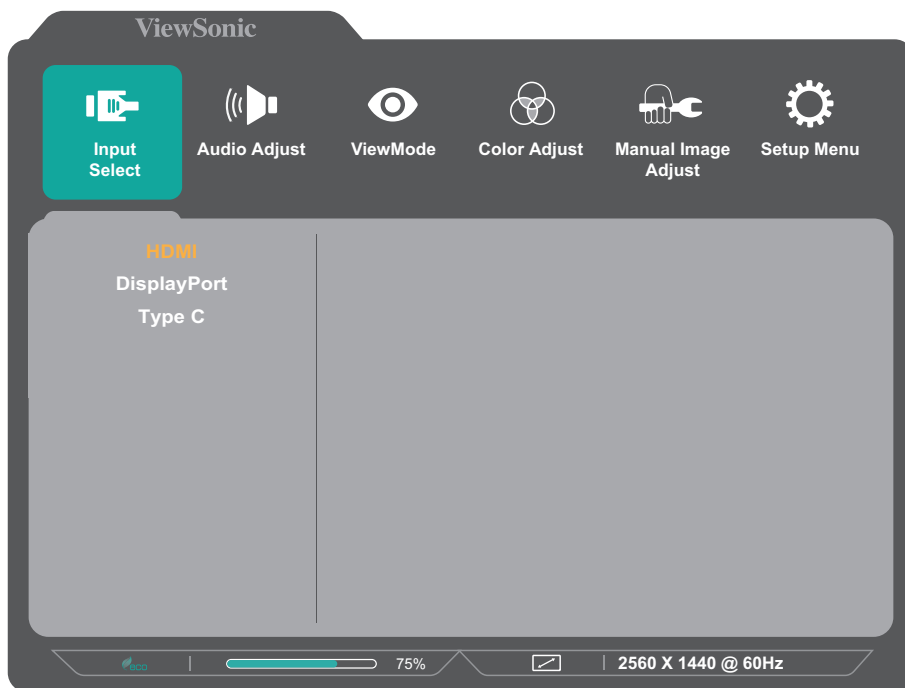 ViewSonic
Input
Select
Audio Adjust
ViewMode
Color Adjust
Manual Image
Adjust
Setup Menu
HDMI
DisplayPort
Type C
eco
75%
2560 X 1440 @ 60Hz